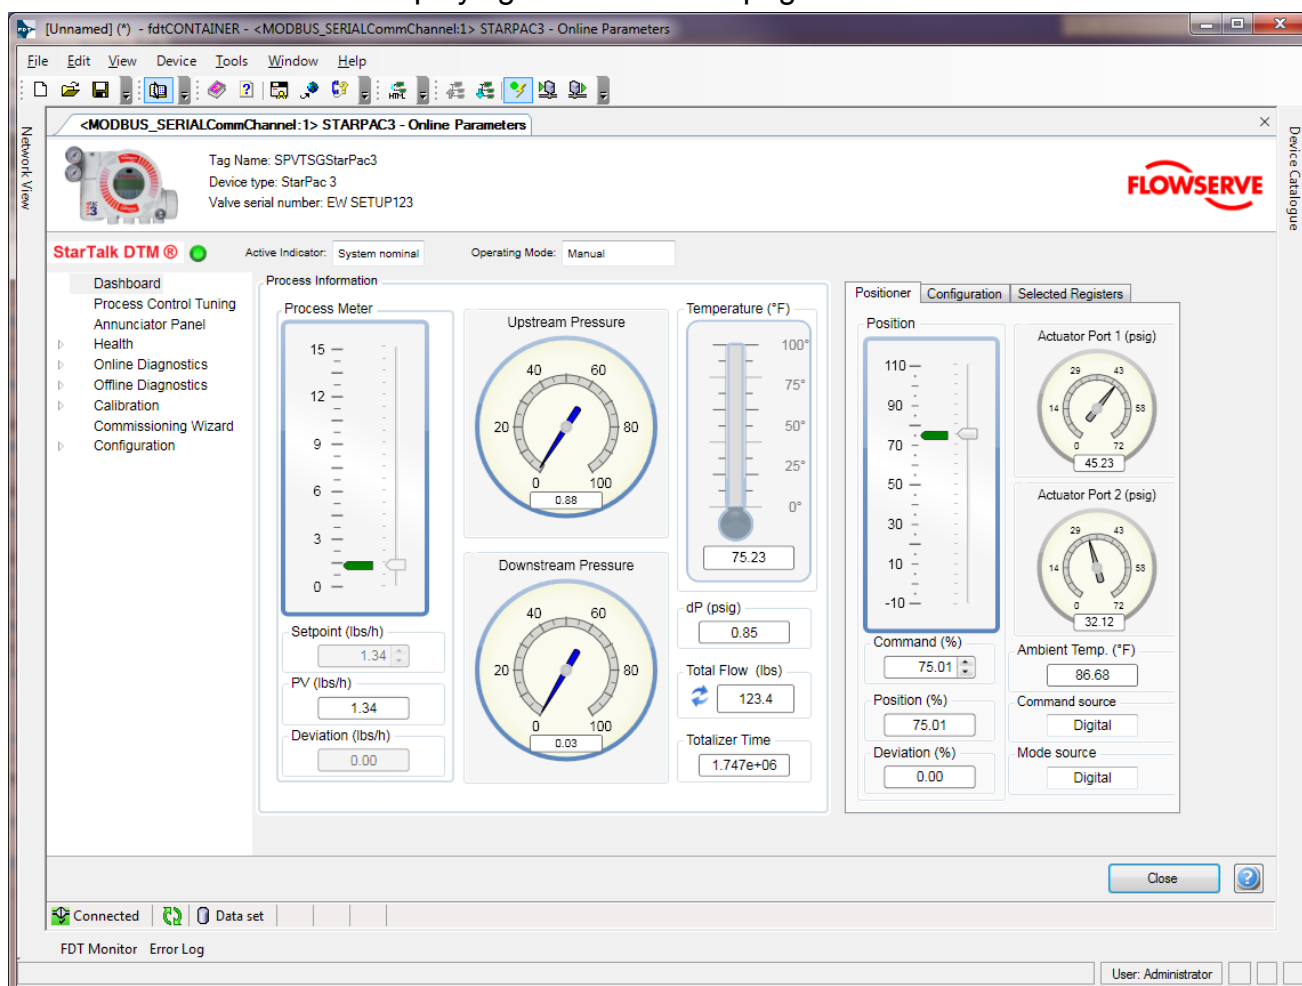 [Unnamed] (*) - fdtCONTAINER - <MODBUS_SERIALCommChannel:1> STARPAC3 - Online Parameters
File Edit View Device Tools Window Help
Network View
<MODBUS_SERIALCommChannel:1> STARPAC3 - Online Parameters
Device Catalogue
Tag Name: SPVTSGStarPac3
Device type: StarPac 3
Valve serial number: EW SETUP123
FLOWSERVE
StarTalk DTM ®
Active Indicator: System nominal
Operating Mode: Manual
Dashboard
Process Control Tuning
Annunciator Panel
Health
Online Diagnostics
Offline Diagnostics
Calibration
Commissioning Wizard
Configuration
Process Information
Process Meter
15
12
9
6
3
0
Setpoint (lbs/h)
1.34
PV (lbs/h)
1.34
Deviation (lbs/h)
0.00
Upstream Pressure
40 60
20 80
0 100
0.88
Downstream Pressure
40 60
20 80
0 100
0.03
Temperature (°F)
100°
75°
50°
25°
0°
75.23
dP (psig)
0.85
Total Flow (lbs)
123.4
Totalizer Time
1.747e+06
Positioner Configuration Selected Registers
Position
110
90
70
50
30
10
-10
Command (%)
75.01
Position (%)
75.01
Deviation (%)
0.00
Actuator Port 1 (psig)
29 43
14 58
0 72
45.23
Actuator Port 2 (psig)
29 43
14 58
0 72
32.12
Ambient Temp. (°F)
86.68
Command source
Digital
Mode source
Digital
Close
Connected Data set
FDT Monitor Error Log
User: Administrator